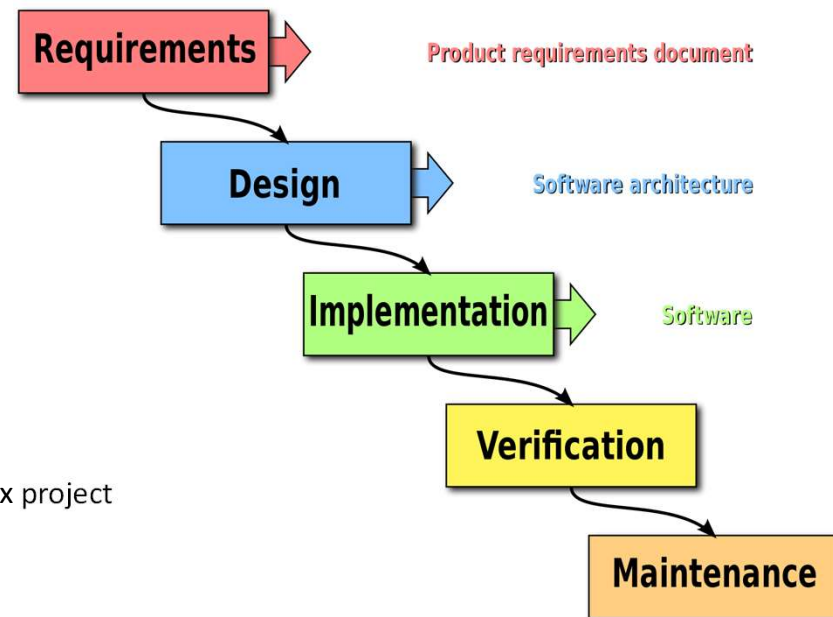 Requirements
Product requirements document
Design
Software architecture
Implementation
Software
Verification
x project
Maintenance